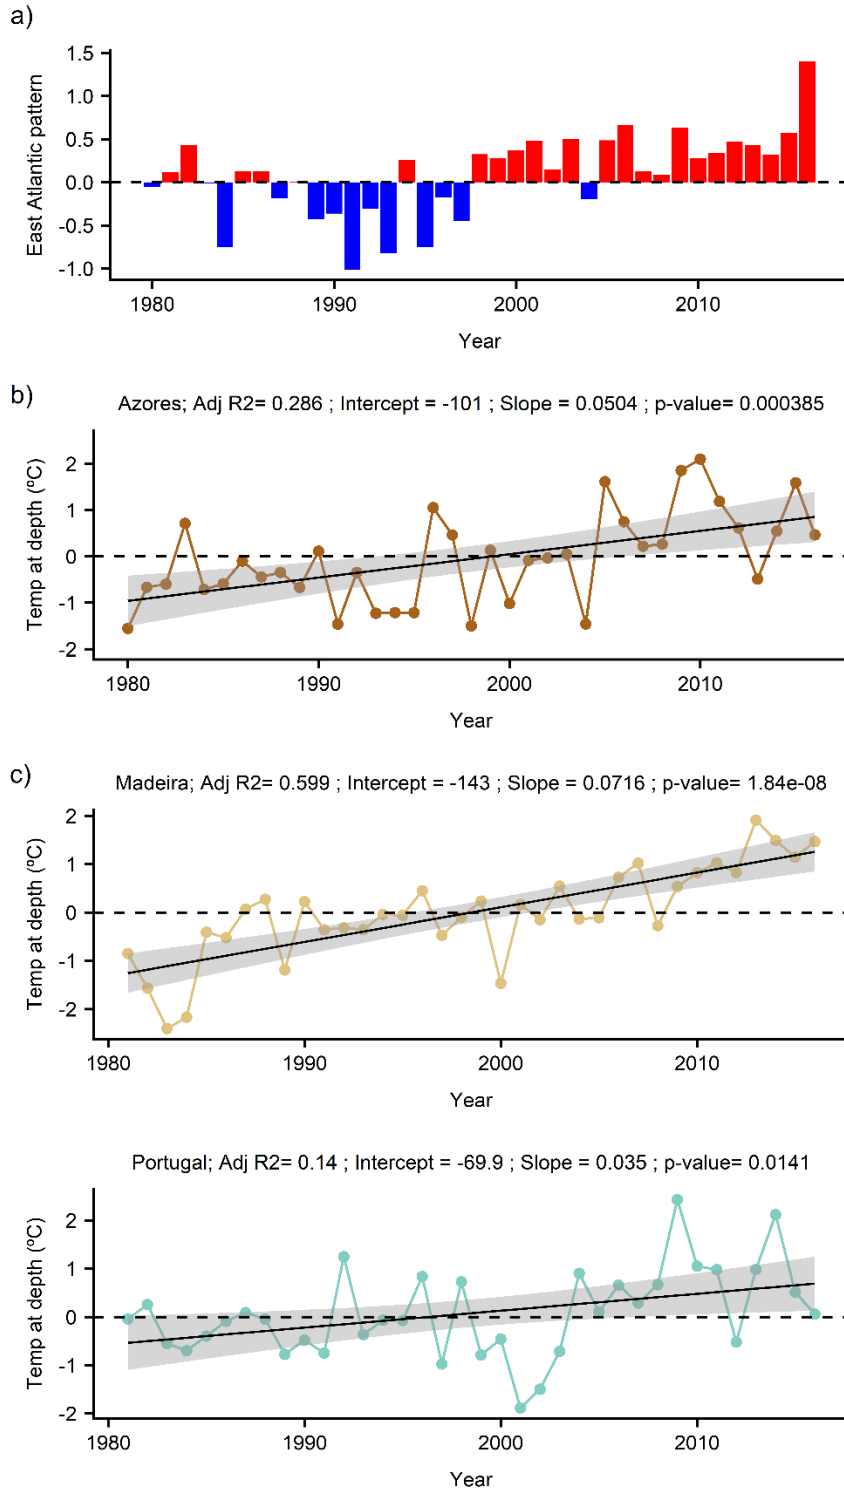 a)
East Atlantic pattern
1.5
1.0
0.5
0.0
-0.5
-1.0
1980 1990 2000 2010
Year
b)
Azores; Adj R2= 0.286 ; Intercept = -101 ; Slope = 0.0504 ; p-value= 0.000385
Temp at depth (ºC)
2
1
0
-1
-2
1980 1990 2000 2010
Year
c)
Madeira; Adj R2= 0.599 ; Intercept = -143 ; Slope = 0.0716 ; p-value= 1.84e-08
Temp at depth (ºC)
2
1
0
-1
-2
1980 1990 2000 2010
Year
Portugal; Adj R2= 0.14 ; Intercept = -69.9 ; Slope = 0.035 ; p-value= 0.0141
Temp at depth (ºC)
2
1
0
-1
-2
1980 1990 2000 2010
Year